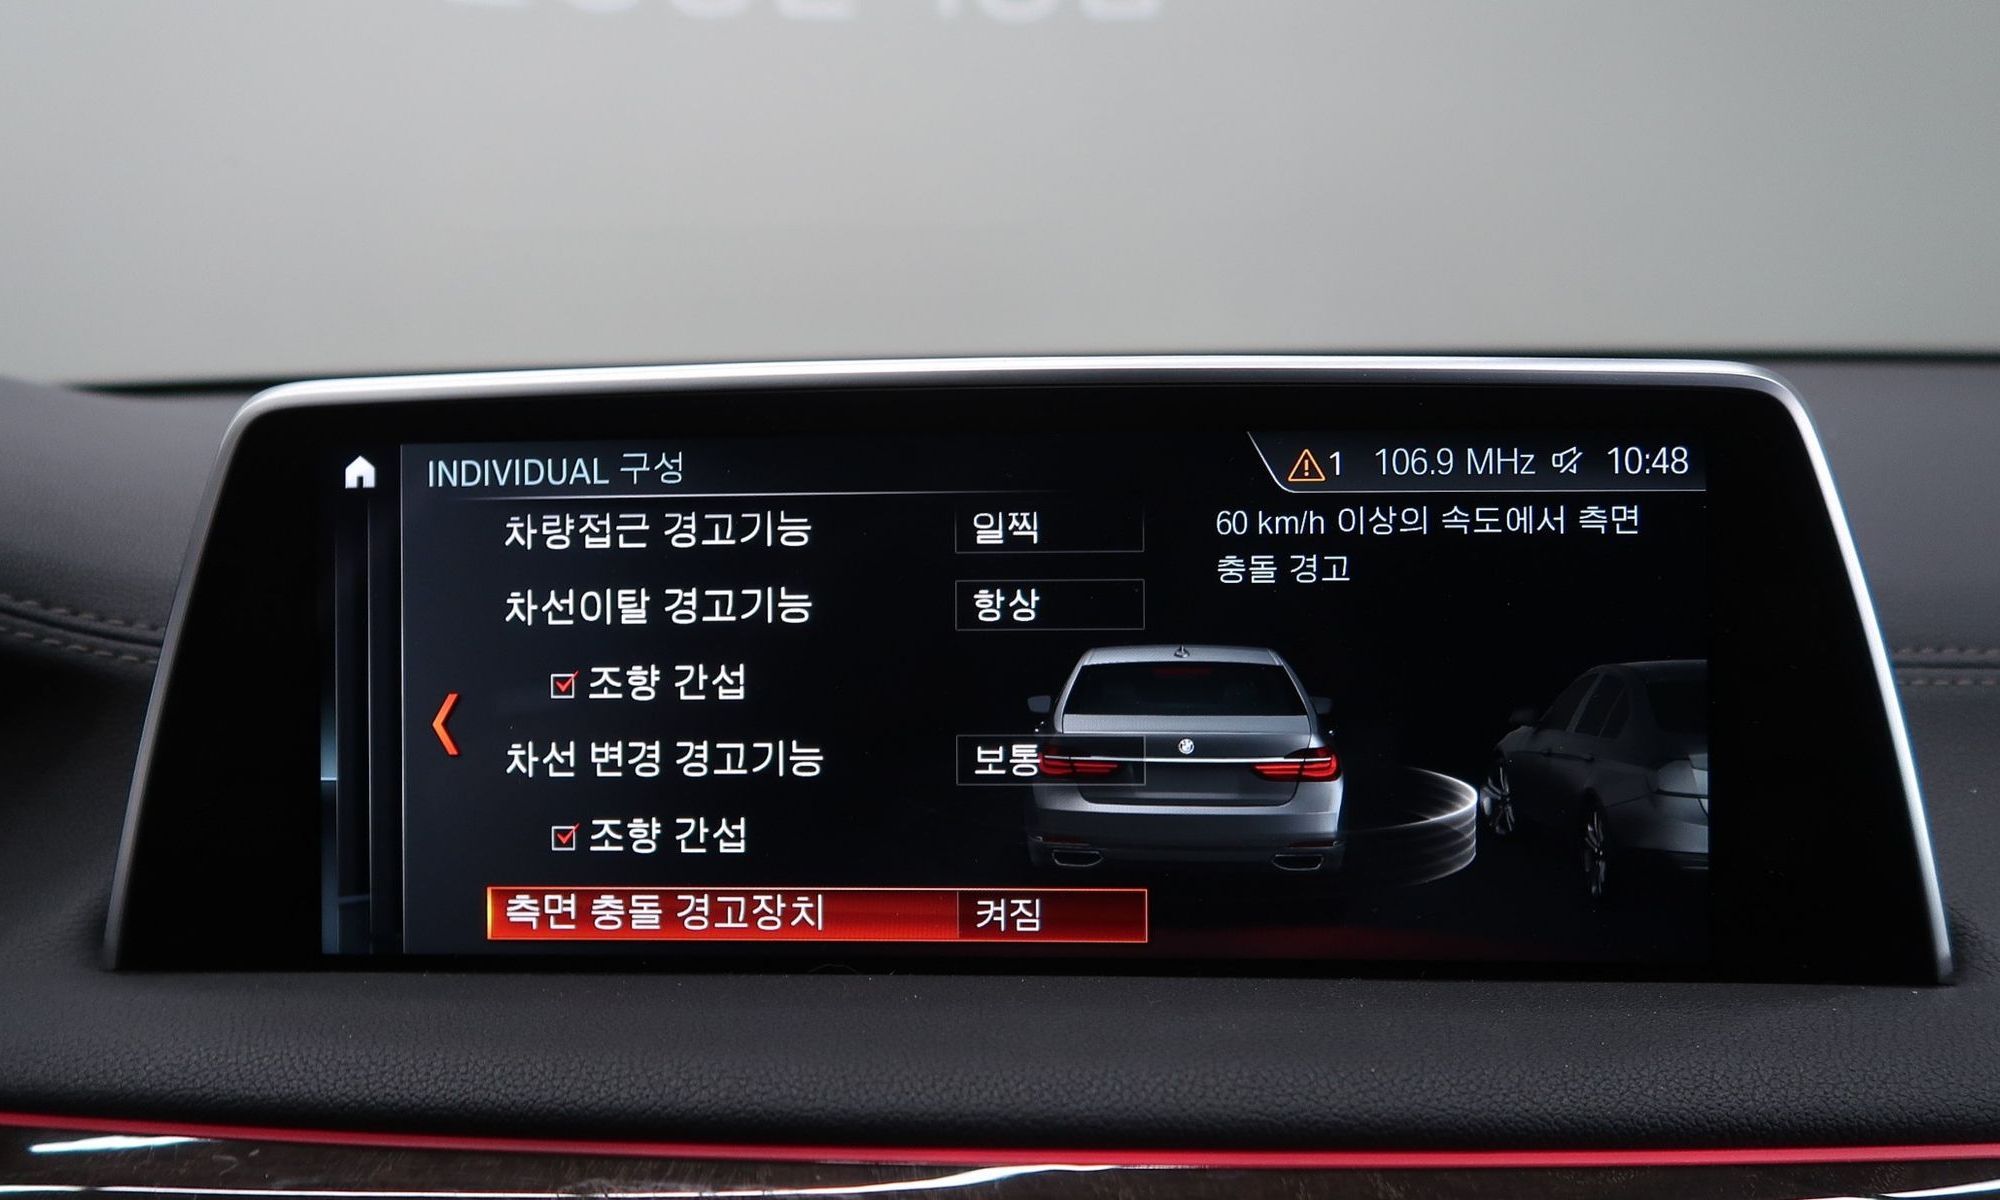 INDIVIDUAL 구성
1 106.9 MHz 10:48
차량접근 경고기능 일찍
차선이탈 경고기능 항상
조향 간섭
차선 변경 경고기능 보통
조향 간섭
측면 충돌 경고장치 켜짐
60 km/h 이상의 속도에서 측면
충돌 경고